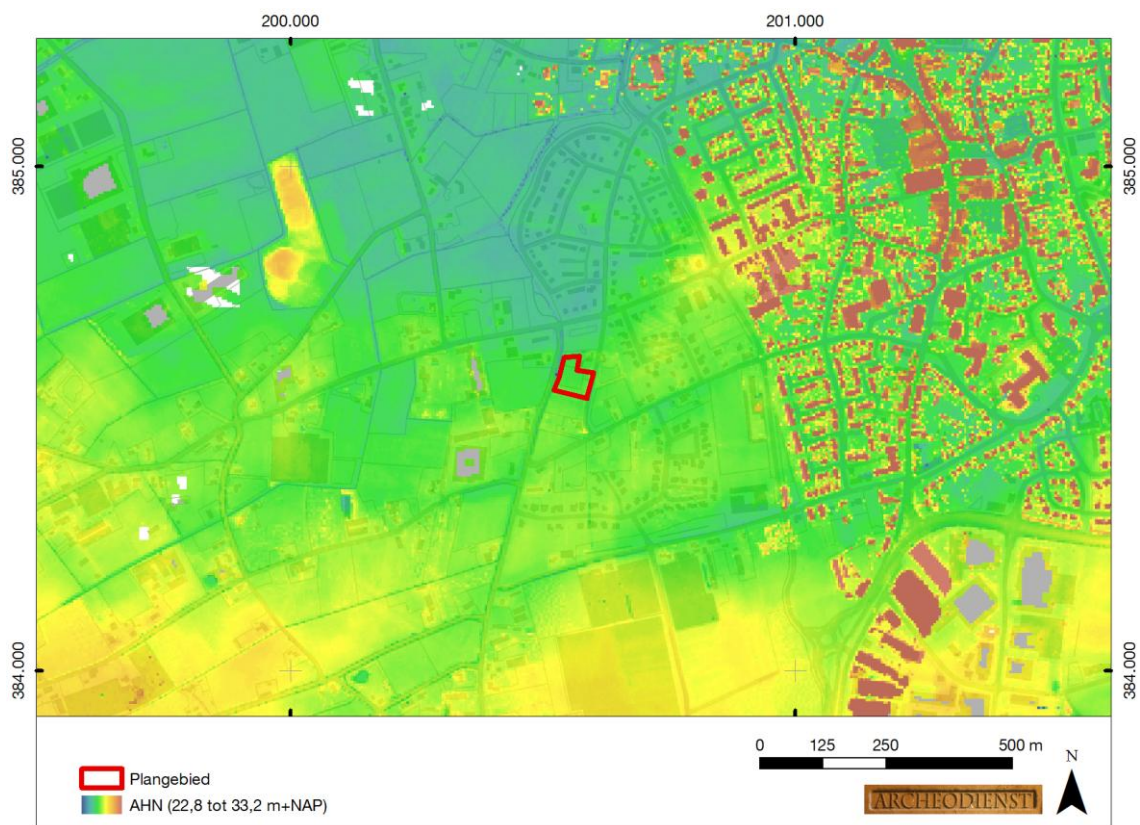 200.000 201.000
385.000 385.000
384.000 384.000
Plangebied
AHN (22,8 tot 33,2 m+NAP)
0 125 250 500 m
N
ARCHEODIENST